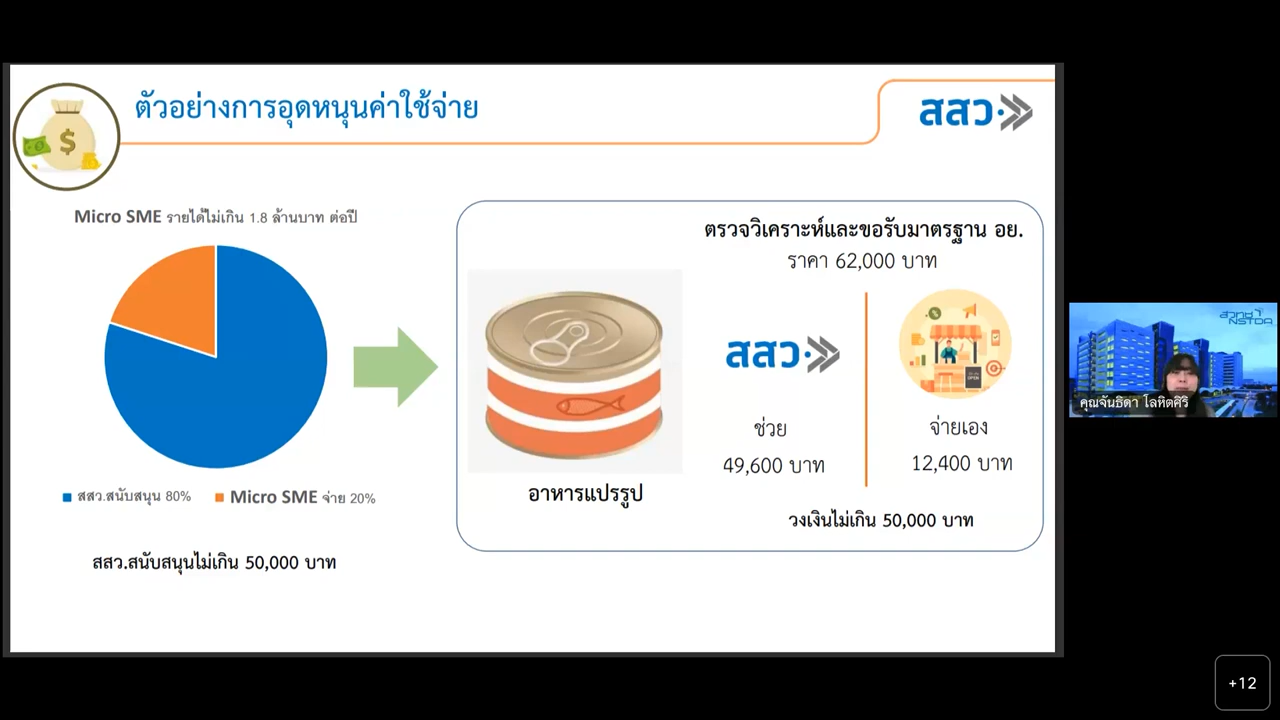 ตัวอย่างการอุดหนุนค่าใช้จ่าย
สสว.
Micro SME รายได้ไม่เกิน 1.8 ล้านบาท ต่อปี
สสว.สนับสนุน 80%
Micro SME จ่าย 20%
สสว.สนับสนุนไม่เกิน 50,000 บาท
ตรวจวิเคราะห์และขอรับมาตรฐาน อย.
ราคา 62,000 บาท
อาหารแปรรูป
สสว.
ช่วย
49,600 บาท
OPEN
จ่ายเอง
12,400 บาท
วงเงินไม่เกิน 50,000 บาท
สวทช
NSTDA
คุณจันธิดา โลหิตศิริ
+12